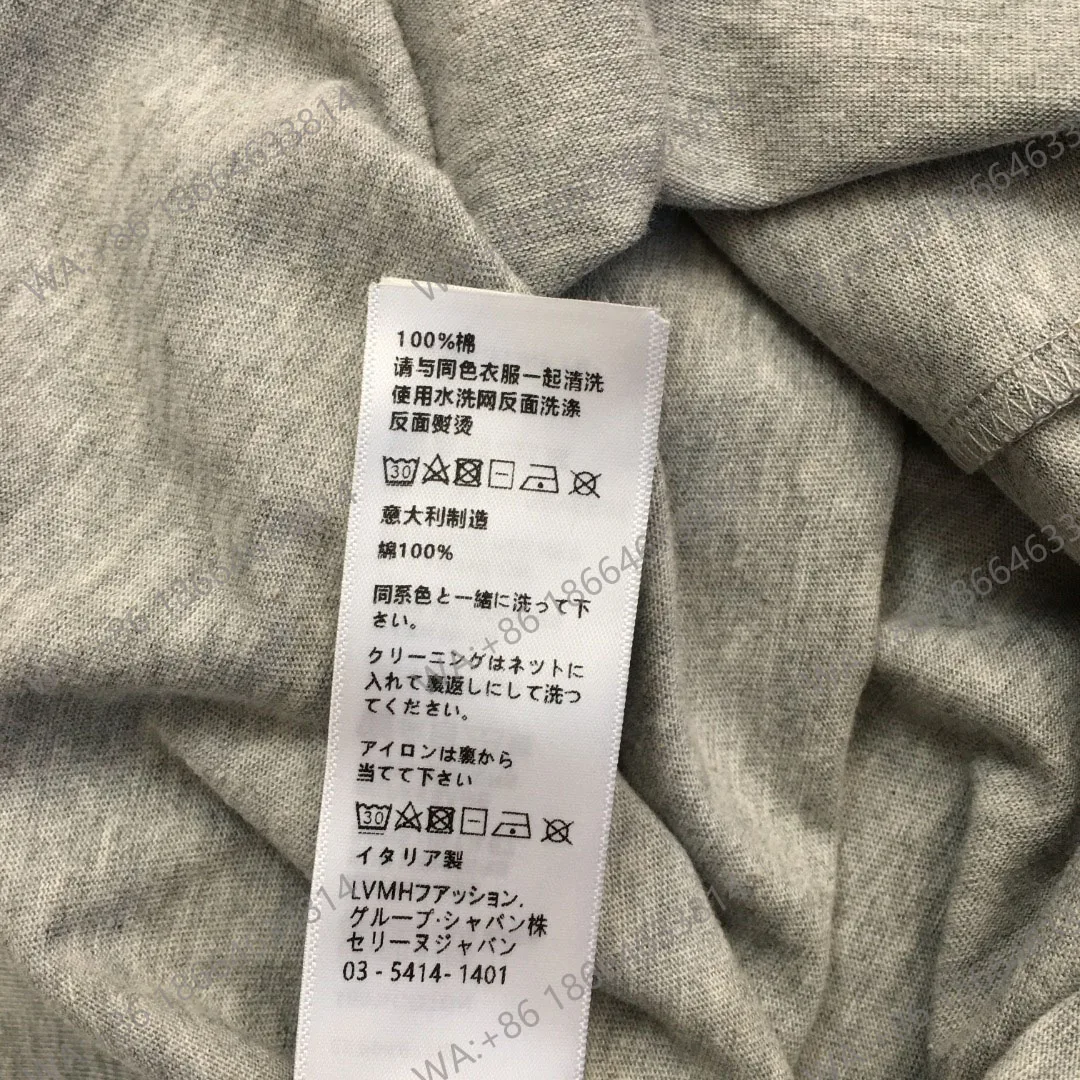 100%棉
请与同色衣服一起清洗
使用水洗网反面洗涤
反面熨烫
30
意大利制造
綿100%
同系色と一緒に洗って下
さい。
クリーニングはネットに
入れて裏返しにして洗つ
てください。
アイロンは裏から
当てて下さい
30
イタリア製
LVMHファッション.
グループ·シャパン株
セリーヌジャパン
03 - 5414- 1401
WA:+86 18664633814